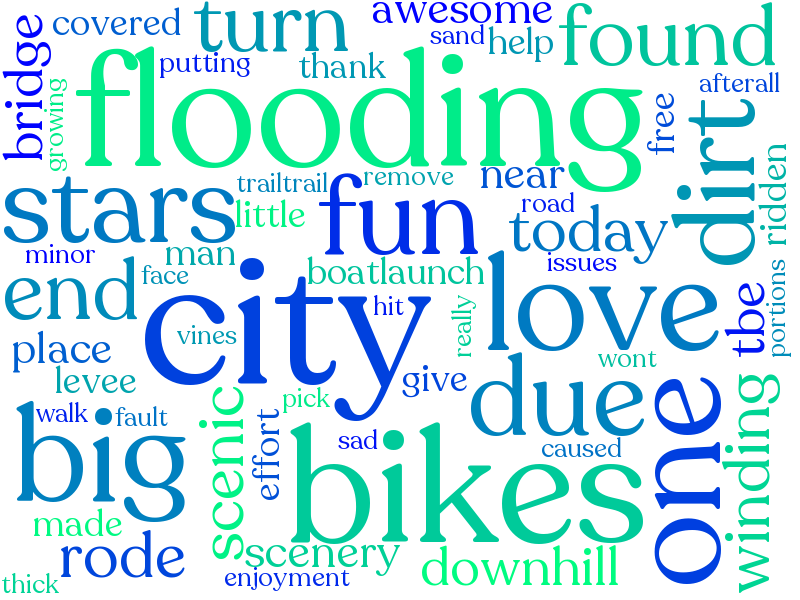 awesome
covered
turn
found
sand
help
bridge
putting
thank
flooding
afterall
growing
free
dirt
stars
trailtrail
remove
near
ridden
little
fun
road
today
minor
man
issues
face
boatlaunch
end
city
love
portions
hit
tbe
really
vines
place
wont
levee
give
due
pick
one
winding
big
walk
fault
scenic
effort
bikes
sad
caused
made
rode
scenery
downhill
enjoyment
thick